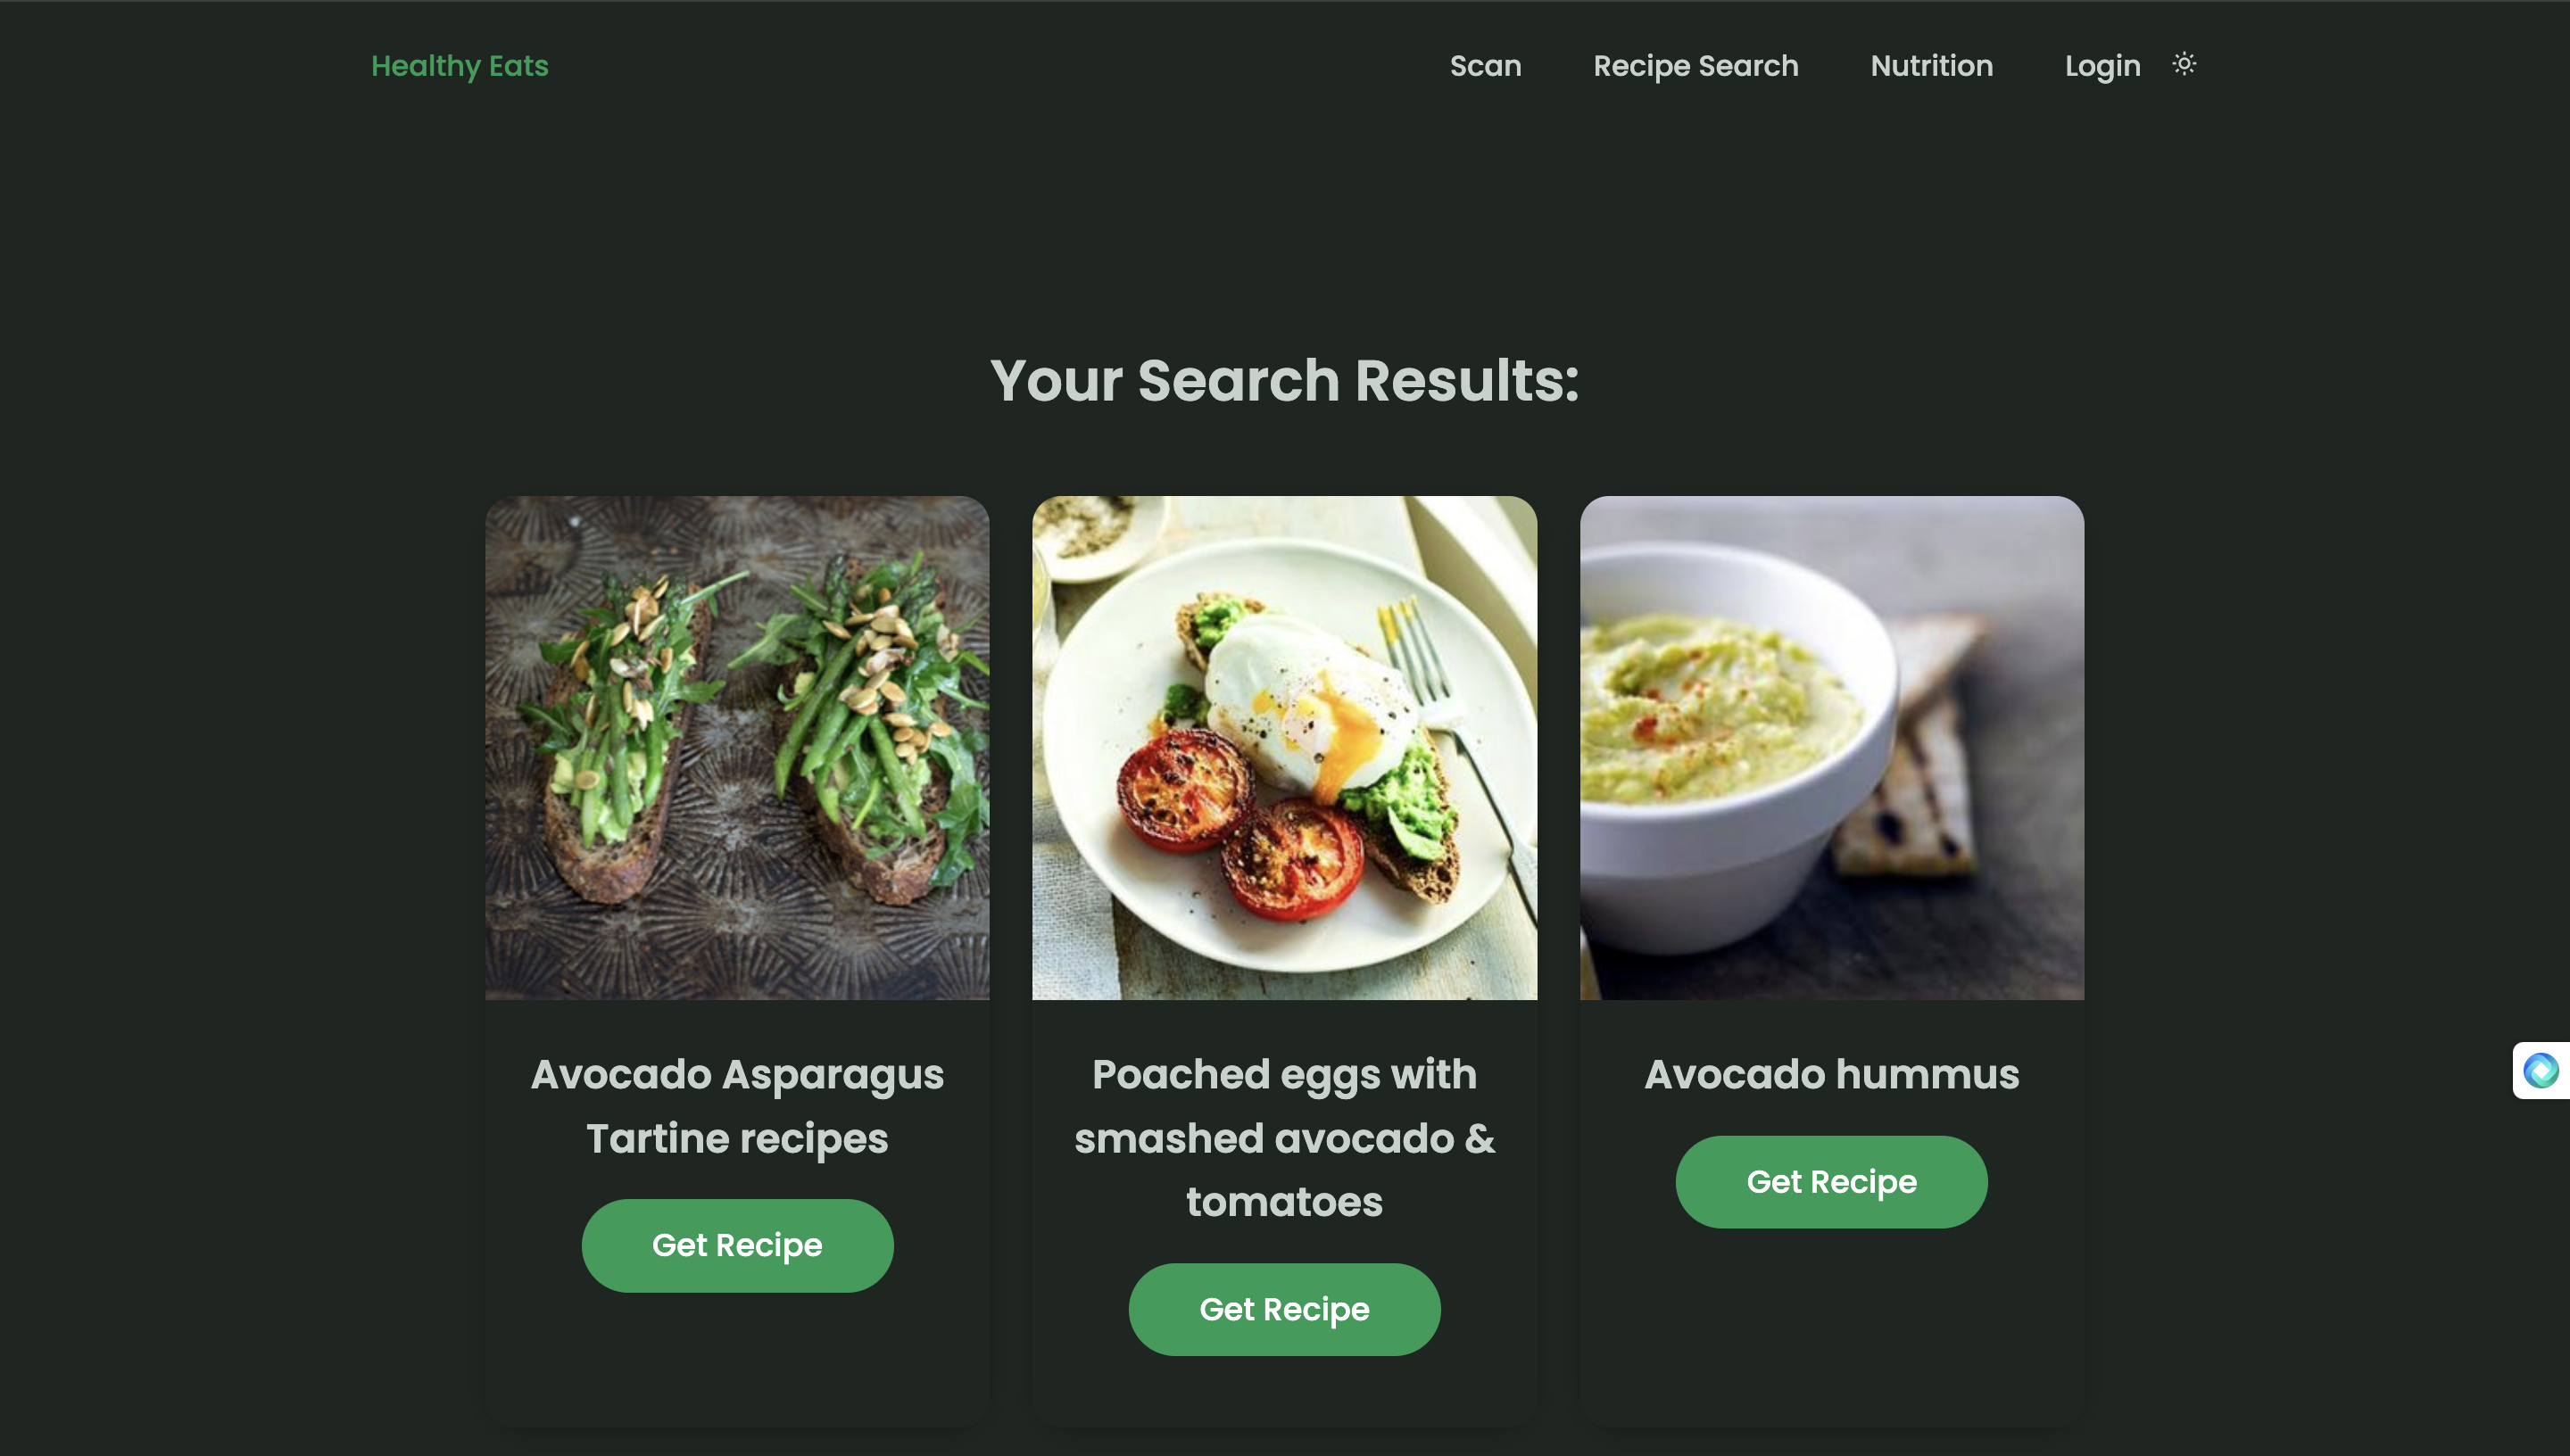 Healthy Eats
Scan
Recipe Search
Nutrition
Login
Your Search Results:
Avocado Asparagus
Tartine recipes
Get Recipe
Poached eggs with
smashed avocado &
tomatoes
Get Recipe
Avocado hummus
Get Recipe